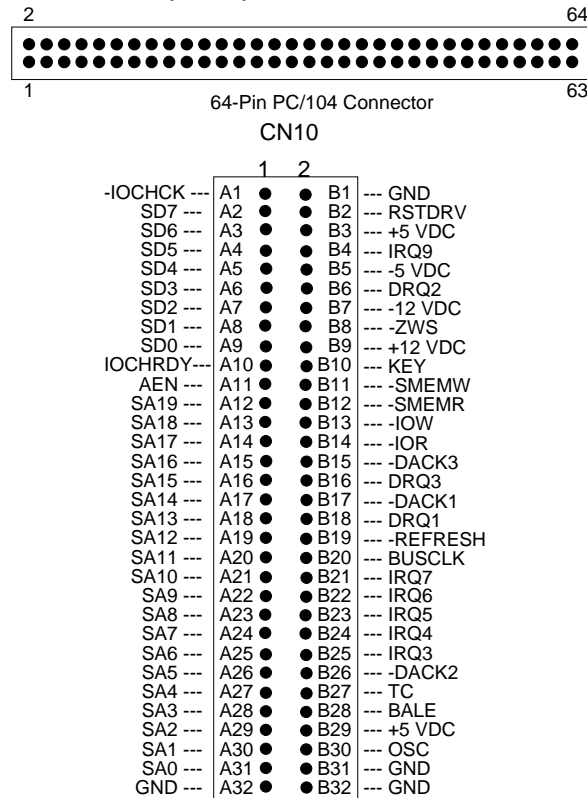 2 64
1 63
64-Pin PC/104 Connector
CN10
1 2
-IOCHCK --- A1 B1 --- GND
SD7 --- A2 B2 --- RSTDRV
SD6 --- A3 B3 --- +5 VDC
SD5 --- A4 B4 --- IRQ9
SD4 --- A5 B5 --- -5 VDC
SD3 --- A6 B6 --- DRQ2
SD2 --- A7 B7 --- -12 VDC
SD1 --- A8 B8 --- -ZWS
SD0 --- A9 B9 --- +12 VDC
IOCHRDY--- A10 B10 --- KEY
AEN --- A11 B11 --- -SMEMW
SA19 --- A12 B12 --- -SMEMR
SA18 --- A13 B13 --- -IOW
SA17 --- A14 B14 --- -IOR
SA16 --- A15 B15 --- -DACK3
SA15 --- A16 B16 --- DRQ3
SA14 --- A17 B17 --- -DACK1
SA13 --- A18 B18 --- DRQ1
SA12 --- A19 B19 --- -REFRESH
SA11 --- A20 B20 --- BUSCLK
SA10 --- A21 B21 --- IRQ7
SA9 --- A22 B22 --- IRQ6
SA8 --- A23 B23 --- IRQ5
SA7 --- A24 B24 --- IRQ4
SA6 --- A25 B25 --- IRQ3
SA5 --- A26 B26 --- -DACK2
SA4 --- A27 B27 --- TC
SA3 --- A28 B28 --- BALE
SA2 --- A29 B29 --- +5 VDC
SA1 --- A30 B30 --- OSC
SA0 --- A31 B31 --- GND
GND --- A32 B32 --- GND